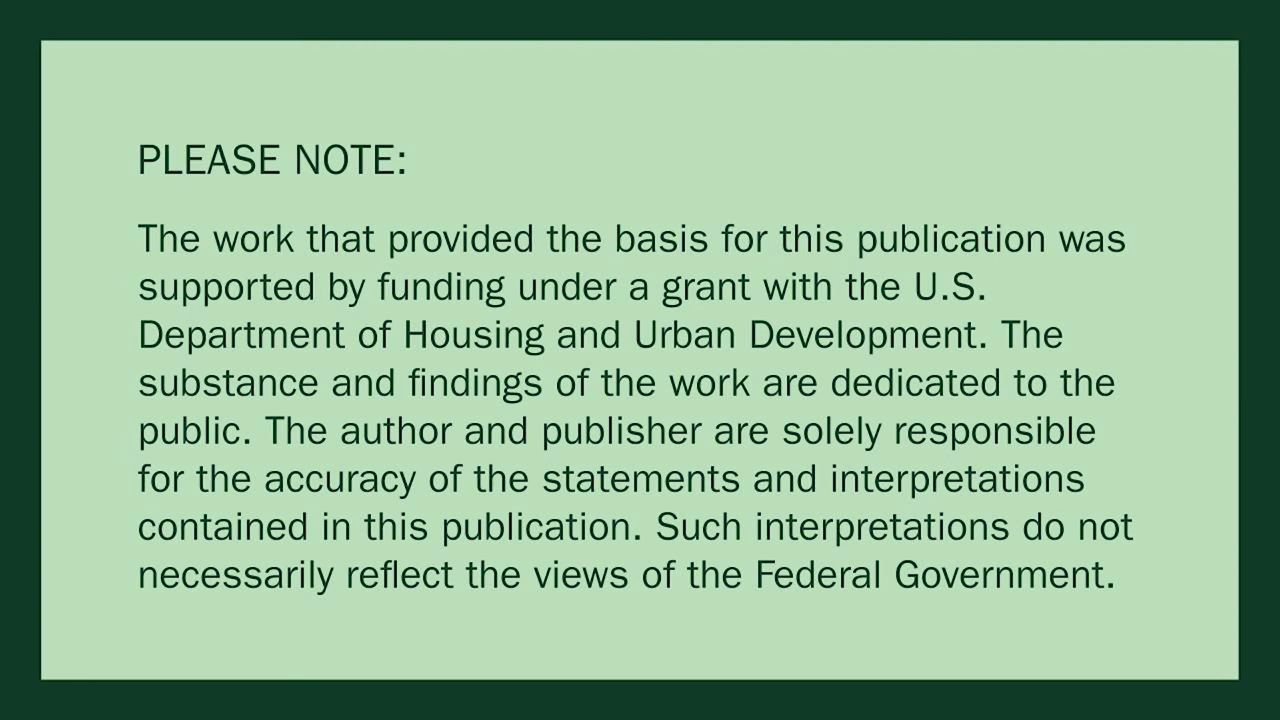 PLEASE NOTE:
The work that provided the basis for this publication was
supported by funding under a grant with the U.S.
Department of Housing and Urban Development. The
substance and findings of the work are dedicated to the
public. The author and publisher are solely responsible
for the accuracy of the statements and interpretations
contained in this publication. Such interpretations do not
necessarily reflect the views of the Federal Government.